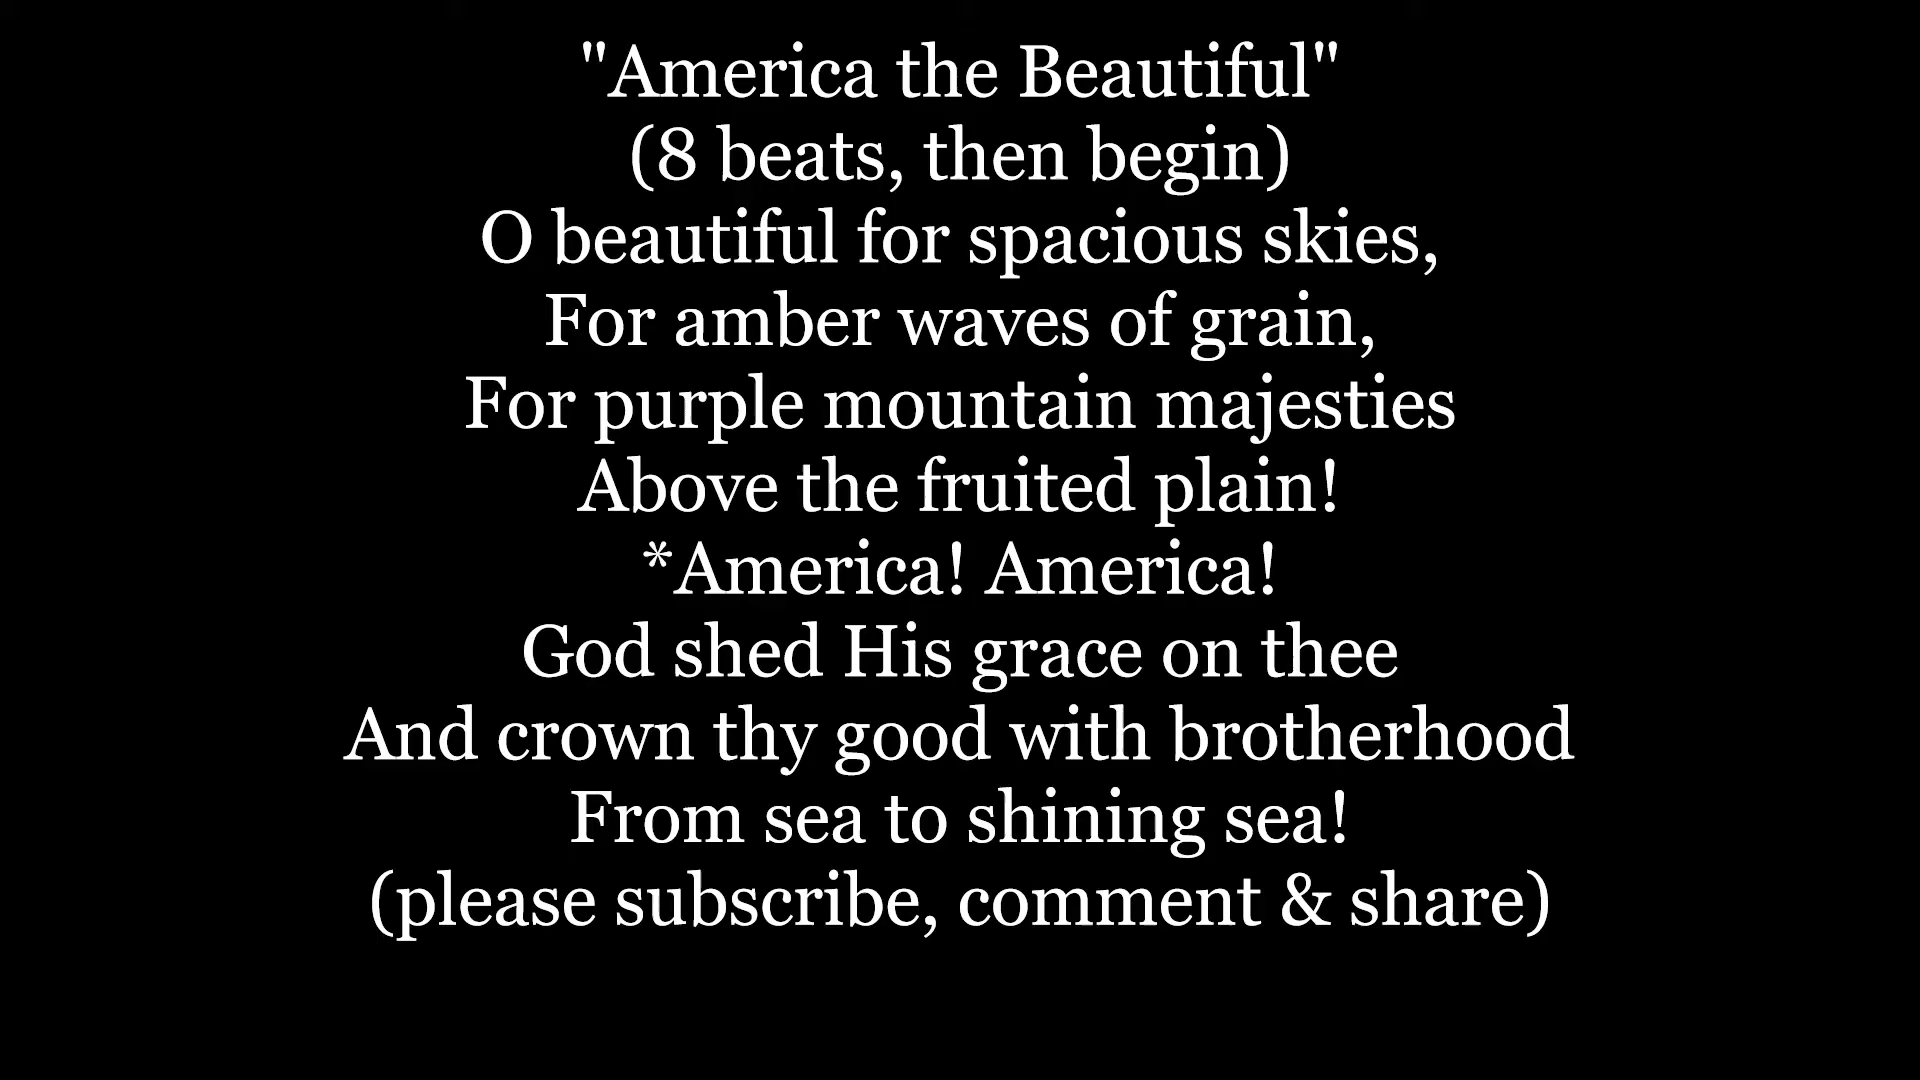 "America the Beautiful"
(8 beats, then begin)
O beautiful for spacious skies,
For amber waves of grain,
For purple mountain majesties
Above the fruited plain!
*America! America!
God shed His grace on thee
And crown thy good with brotherhood
From sea to shining sea!
(please subscribe, comment & share)